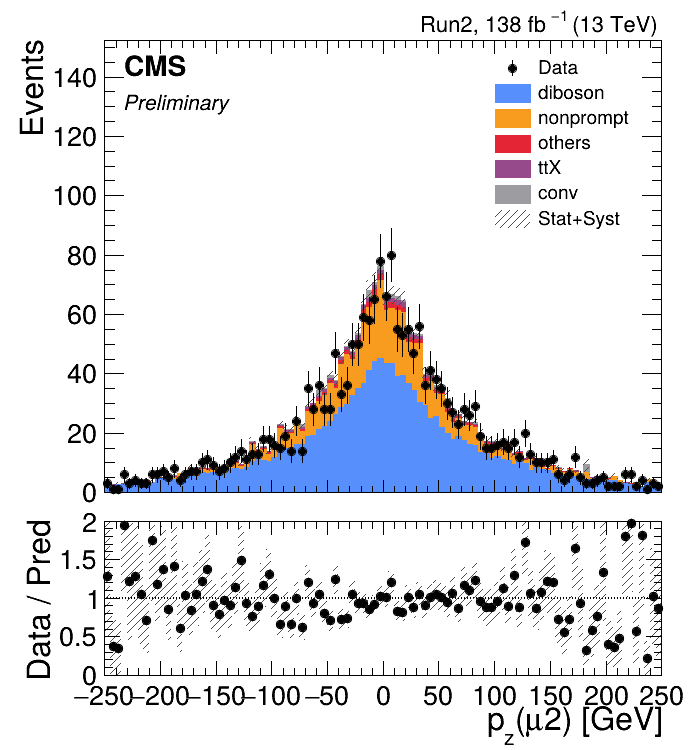 Run2, 138 fb⁻¹ (13 TeV)
CMS
Preliminary
Data
diboson
nonprompt
others
ttX
conv
Stat+Syst
Events
140
120
100
80
60
40
20
0
Data / Pred
2
1.5
1
0.5
0
−250 −200 −150 −100 −50 0 50 100 150 200 250
p_z(μ2) [GeV]